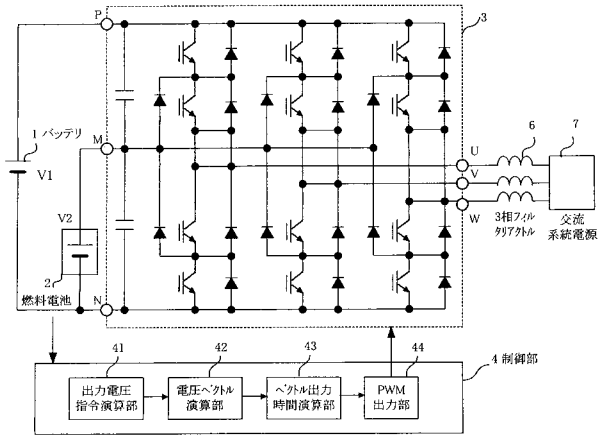 P
3
1 バッテリ
V1
M
6
7
U
V
W
V2
3相フィル
タリアクトル
交流
系統電源
2
燃料電池
N
41
42
43
44
4 制御部
出力電圧
指令演算部
電圧ベクトル
演算部
ベクトル出力
時間演算部
PWM
出力部